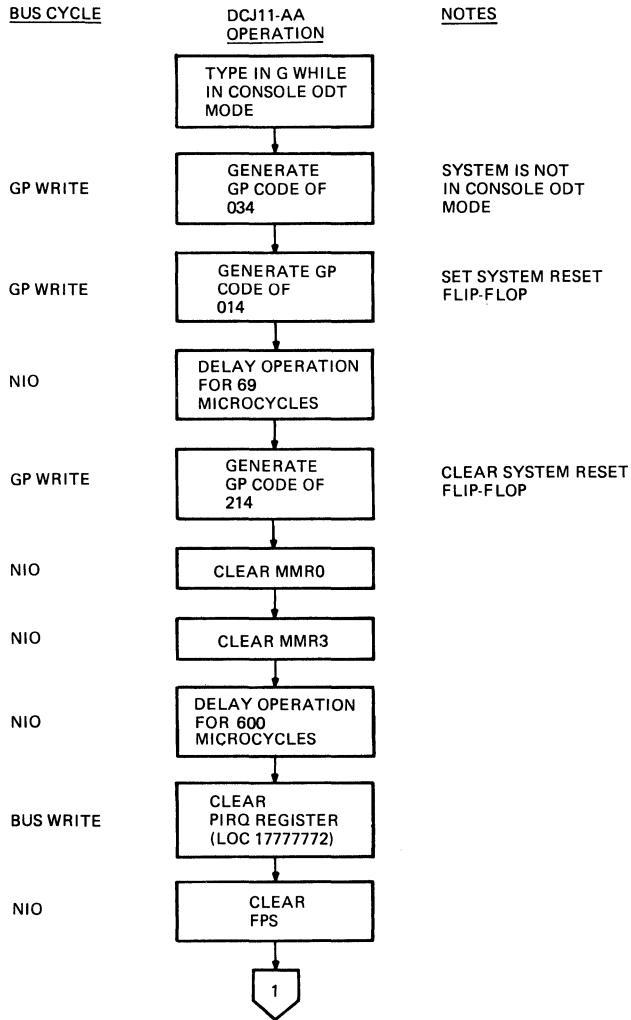 BUS CYCLE
DCJ11-AA
OPERATION
NOTES
TYPE IN G WHILE
IN CONSOLE ODT
MODE
GP WRITE
GENERATE
GP CODE OF
034
SYSTEM IS NOT
IN CONSOLE ODT
MODE
GP WRITE
GENERATE GP
CODE OF
014
SET SYSTEM RESET
FLIP-FLOP
NIO
DELAY OPERATION
FOR 69
MICROCYCLES
GP WRITE
GENERATE
GP CODE OF
214
CLEAR SYSTEM RESET
FLIP-FLOP
NIO
CLEAR MMR0
NIO
CLEAR MMR3
NIO
DELAY OPERATION
FOR 600
MICROCYCLES
BUS WRITE
CLEAR
PIRQ REGISTER
(LOC 17777772)
NIO
CLEAR
FPS
1